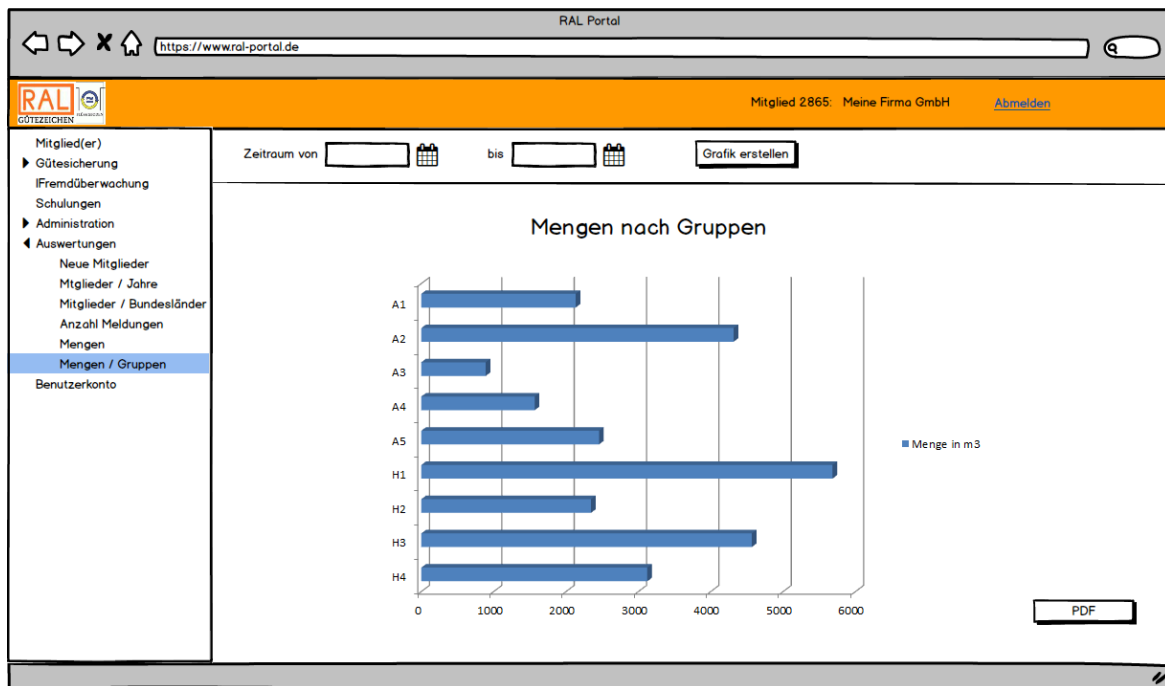 RAL Portal
https://www.ral-portal.de
RAL
GÜTEZEICHEN
Mitglied 2865: Meine Firma GmbH
Abmelden
Mitglied(er)
Gütesicherung
IFremdüberwachung
Schulungen
Administration
Auswertungen
Neue Mitglieder
Mtglieder / Jahre
Mitglieder / Bundesländer
Anzahl Meldungen
Mengen
Mengen / Gruppen
Benutzerkonto
Zeitraum von
bis
Grafik erstellen
Mengen nach Gruppen
A1
A2
A3
A4
A5
H1
H2
H3
H4
0 1000 2000 3000 4000 5000 6000
Menge in m3
PDF